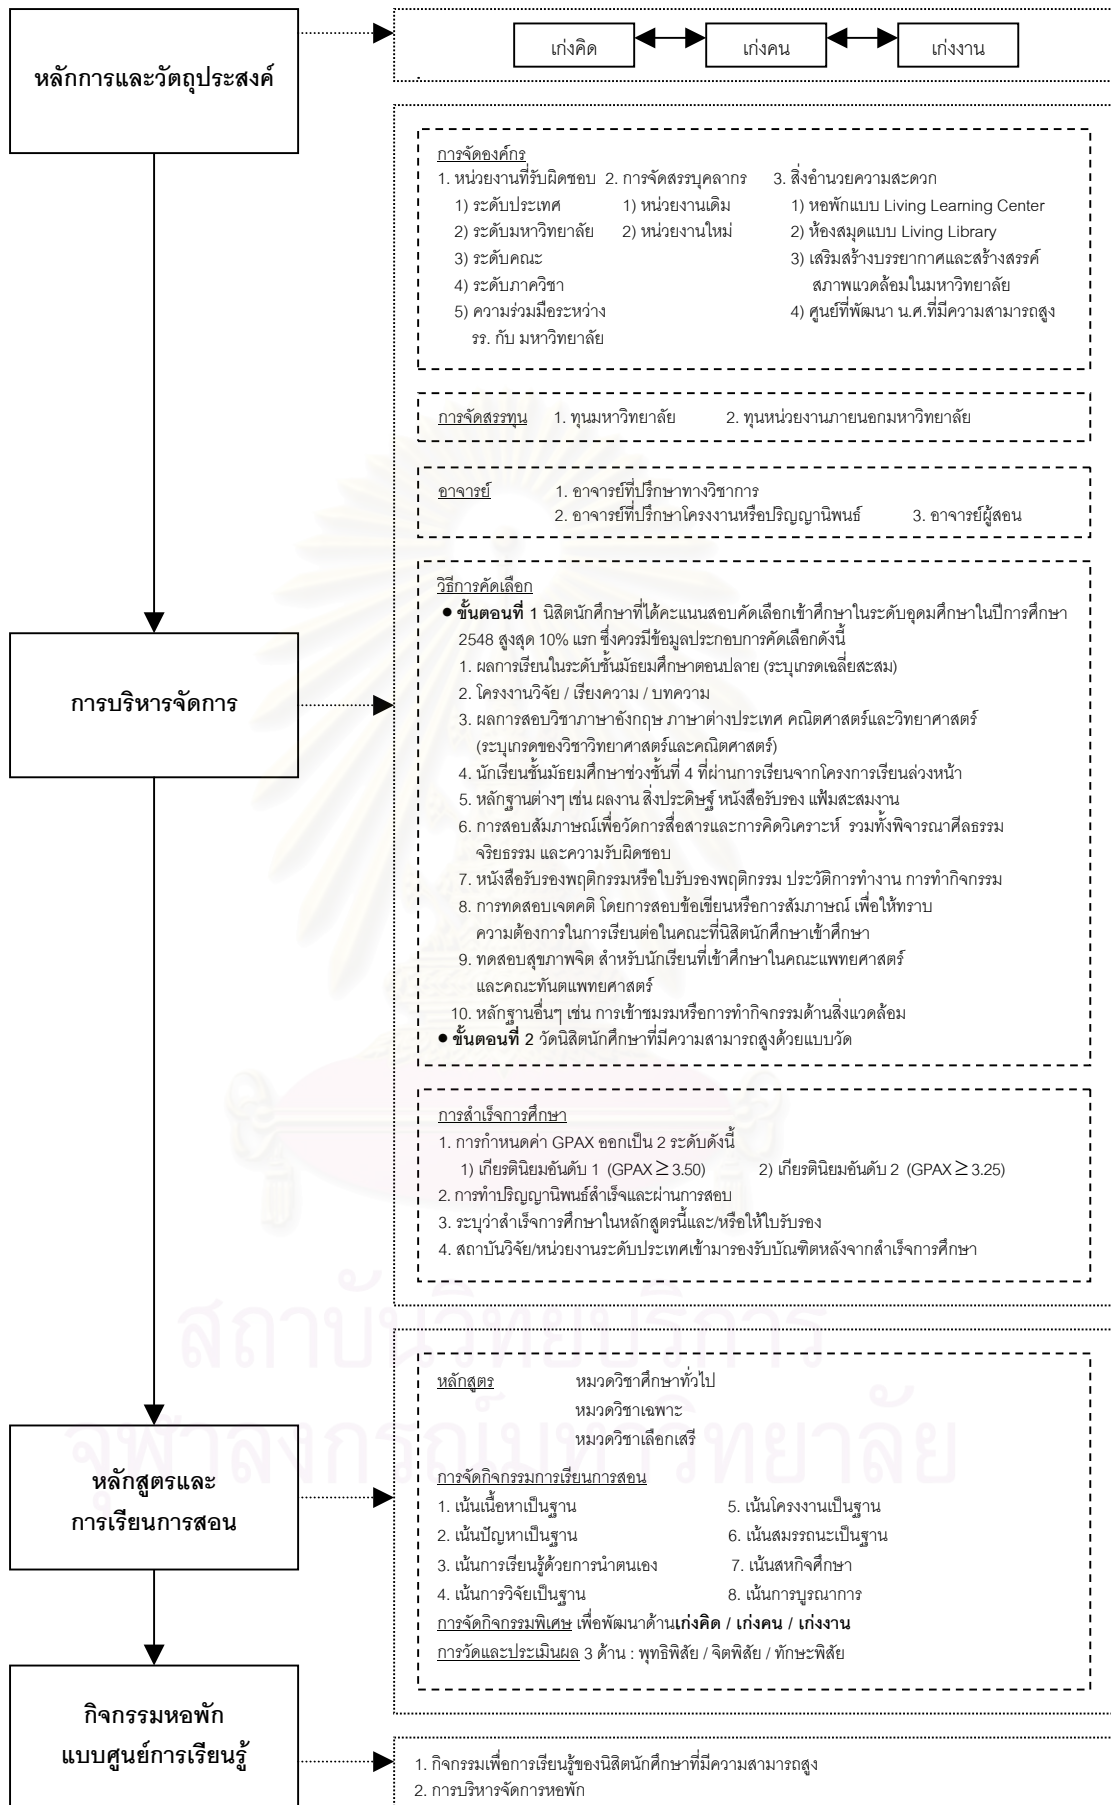 หลักการและวัตถุประสงค์
เก่งคิด
เก่งคน
เก่งงาน
การจัดองค์กร
1. หน่วยงานที่รับผิดชอบ 2. การจัดสรรบุคลากร 3. สิ่งอำนวยความสะดวก
1) ระดับประเทศ 1) หน่วยงานเดิม 1) หอพักแบบ Living Learning Center
2) ระดับมหาวิทยาลัย 2) หน่วยงานใหม่ 2) ห้องสมุดแบบ Living Library
3) ระดับคณะ 3) เสริมสร้างบรรยากาศและสร้างสรรค์
4) ระดับภาควิชา สภาพแวดล้อมในมหาวิทยาลัย
5) ความร่วมมือระหว่าง 4) ศูนย์ที่พัฒนา น.ศ.ที่มีความสามารถสูง
รร. กับ มหาวิทยาลัย
การจัดสรรทุน 1. ทุนมหาวิทยาลัย 2. ทุนหน่วยงานภายนอกมหาวิทยาลัย
อาจารย์ 1. อาจารย์ที่ปรึกษาทางวิชาการ
2. อาจารย์ที่ปรึกษาโครงงานหรือปริญญานิพนธ์ 3. อาจารย์ผู้สอน
การบริหารจัดการ
วิธีการคัดเลือก
● ขั้นตอนที่ 1 นิสิตนักศึกษาที่ได้คะแนนสอบคัดเลือกเข้าศึกษาในระดับอุดมศึกษาในปีการศึกษา
2548 สูงสุด 10% แรก ซึ่งควรมีข้อมูลประกอบการคัดเลือกดังนี้
1. ผลการเรียนในระดับชั้นมัธยมศึกษาตอนปลาย (ระบุเกรดเฉลี่ยสะสม)
2. โครงงานวิจัย / เรียงความ / บทความ
3. ผลการสอบวิชาภาษาอังกฤษ ภาษาต่างประเทศ คณิตศาสตร์และวิทยาศาสตร์
(ระบุเกรดของวิชาวิทยาศาสตร์และคณิตศาสตร์)
4. นักเรียนชั้นมัธยมศึกษาช่วงชั้นที่ 4 ที่ผ่านการเรียนจากโครงการเรียนล่วงหน้า
5. หลักฐานต่างๆ เช่น ผลงาน สิ่งประดิษฐ์ หนังสือรับรอง แฟ้มสะสมงาน
6. การสอบสัมภาษณ์เพื่อวัดการสื่อสารและการคิดวิเคราะห์ รวมทั้งพิจารณาศีลธรรม
จริยธรรม และความรับผิดชอบ
7. หนังสือรับรองพฤติกรรมหรือใบรับรองพฤติกรรม ประวัติการทำงาน การทำกิจกรรม
8. การทดสอบเจตคติ โดยการสอบข้อเขียนหรือการสัมภาษณ์ เพื่อให้ทราบ
ความต้องการในการเรียนต่อในคณะที่นิสิตนักศึกษาเข้าศึกษา
9. ทดสอบสุขภาพจิต สำหรับนักเรียนที่เข้าศึกษาในคณะแพทยศาสตร์
และคณะทันตแพทยศาสตร์
10. หลักฐานอื่นๆ เช่น การเข้าชมรมหรือการทำกิจกรรมด้านสิ่งแวดล้อม
● ขั้นตอนที่ 2 วัดนิสิตนักศึกษาที่มีความสามารถสูงด้วยแบบวัด
การสำเร็จการศึกษา
1. การกำหนดค่า GPAX ออกเป็น 2 ระดับดังนี้
1) เกียรตินิยมอันดับ 1 (GPAX ≥ 3.50) 2) เกียรตินิยมอันดับ 2 (GPAX ≥ 3.25)
2. การทำปริญญานิพนธ์สำเร็จและผ่านการสอบ
3. ระบุว่าสำเร็จการศึกษาในหลักสูตรนี้และ/หรือให้ใบรับรอง
4. สถาบันวิจัย/หน่วยงานระดับประเทศเข้ามารองรับบัณฑิตหลังจากสำเร็จการศึกษา
สถาบันวิทยบริการ
จุฬาลงกรณ์มหาวิทยาลัย
หลักสูตรและ
การเรียนการสอน
หลักสูตร หมวดวิชาศึกษาทั่วไป
หมวดวิชาเฉพาะ
หมวดวิชาเลือกเสรี
การจัดกิจกรรมการเรียนการสอน
1. เน้นเนื้อหาเป็นฐาน 5. เน้นโครงงานเป็นฐาน
2. เน้นปัญหาเป็นฐาน 6. เน้นสมรรถนะเป็นฐาน
3. เน้นการเรียนรู้ด้วยการนำตนเอง 7. เน้นสหกิจศึกษา
4. เน้นการวิจัยเป็นฐาน 8. เน้นการบูรณาการ
การจัดกิจกรรมพิเศษ เพื่อพัฒนาด้านเก่งคิด / เก่งคน / เก่งงาน
การวัดและประเมินผล 3 ด้าน : พุทธิพิสัย / จิตพิสัย / ทักษะพิสัย
กิจกรรมหอพัก
แบบศูนย์การเรียนรู้
1. กิจกรรมเพื่อการเรียนรู้ของนิสิตนักศึกษาที่มีความสามารถสูง
2. การบริหารจัดการหอพัก